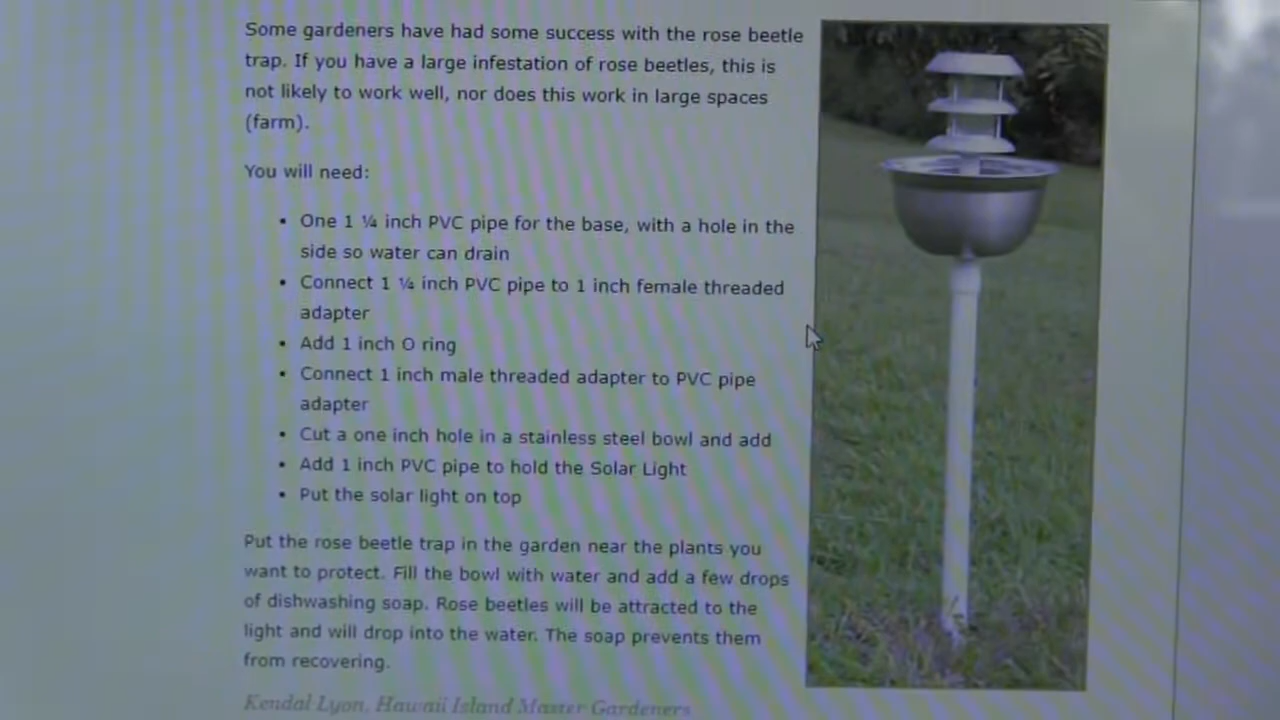 Some gardeners have had some success with the rose beetle
trap. If you have a large infestation of rose beetles, this is
not likely to work well, nor does this work in large spaces
(farm).
You will need:
• One 1 ¼ inch PVC pipe for the base, with a hole in the
side so water can drain
• Connect 1 ¼ inch PVC pipe to 1 inch female threaded
adapter
• Add 1 inch O ring
• Connect 1 inch male threaded adapter to PVC pipe
adapter
• Cut a one inch hole in a stainless steel bowl and add
• Add 1 inch PVC pipe to hold the Solar Light
• Put the solar light on top
Put the rose beetle trap in the garden near the plants you
want to protect. Fill the bowl with water and add a few drops
of dishwashing soap. Rose beetles will be attracted to the
light and will drop into the water. The soap prevents them
from recovering.
Kendal Lyon, Hawaii Island Master Gardeners